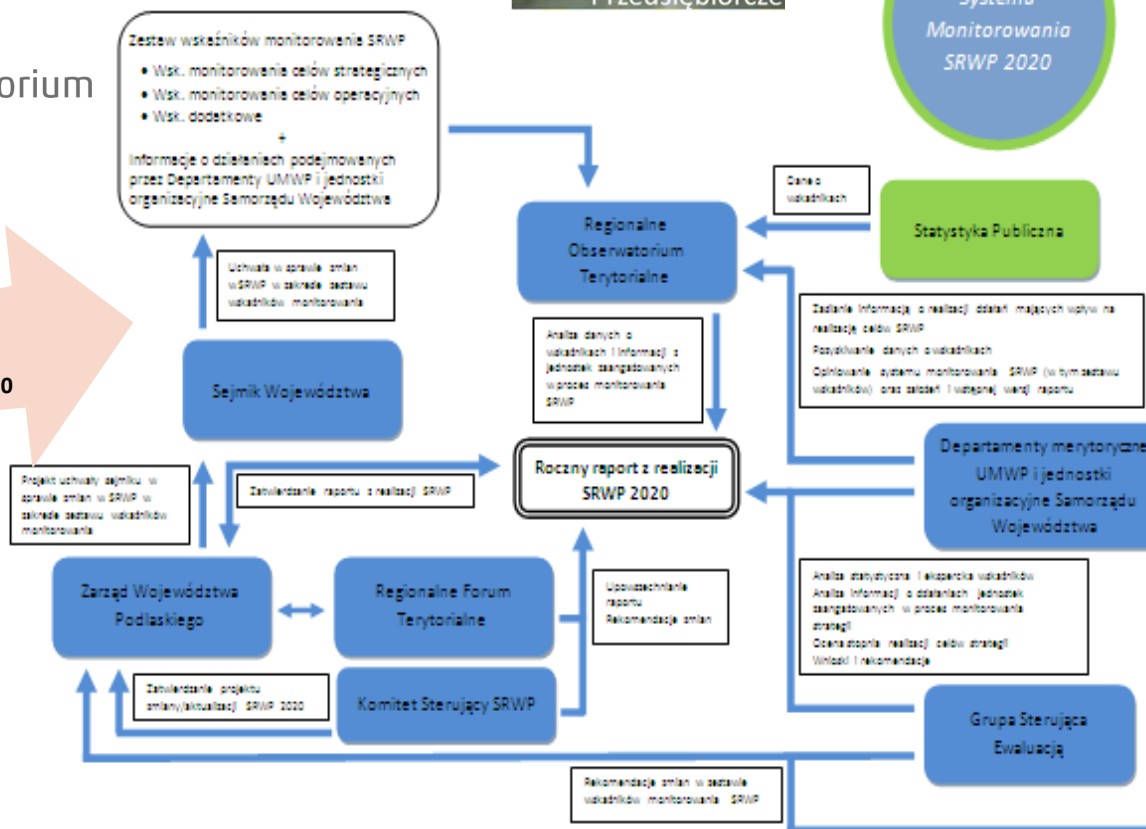 Przedsiębiorcze
Systemu
Monitorowania
SRWP 2020
orium
Zestaw wskaźników monitorowania SRWP
• Wsk. monitorowania celów strategicznych
• Wsk. monitorowania celów operacyjnych
• Wsk. dodatkowe
+
Informacje o działaniach podejmowanych
przez Departamenty UMWP i jednostki
organizacyjne Samorządu Województwa
Dane o
wskaźnikach
Regionalne
Obserwatorium
Terytorialne
Statystyka Publiczna
Uchwała w sprawie zmian
w SRWP w zakresie zestawu
wskaźników monitorowania
Zadanie informacją o realizacji działań mających wpływ na
realizację celów SRWP
Pozyskiwanie danych o wskaźnikach
Opiniowanie systemu monitorowania SRWP (w tym zestawu
wskaźników) oraz założeń i wstępnej wersji raportu
Analiza danych o
wskaźnikach i informacji z
jednostek zaangażowanych
w proces monitorowania
SRWP
Sejmik Województwa
0
Roczny raport z realizacji
SRWP 2020
Departamenty merytoryczne
UMWP i jednostki
organizacyjne Samorządu
Województwa
Projekt uchwały sejmiku w
sprawie zmian w SRWP w
zakresie zestawu wskaźników
monitorowania
Zatwierdzanie raportu z realizacji SRWP
Zarząd Województwa
Podlaskiego
Regionalne Forum
Terytorialne
Upowszechnianie
raportu
Rekomendacje zmian
Analiza statystyczna i ekspercka wskaźników
Analiza informacji o działaniach jednostek
zaangażowanych w proces monitorowania
strategii
Ocena stopnia realizacji celów strategii
Wnioski i rekomendacje
Zatwierdzanie projektu
zmiany/aktualizacji SRWP 2020
Komitet Sterujący SRWP
Grupa Sterująca
Ewaluacją
Rekomendacje zmian w zestawie
wskaźników monitorowania SRWP